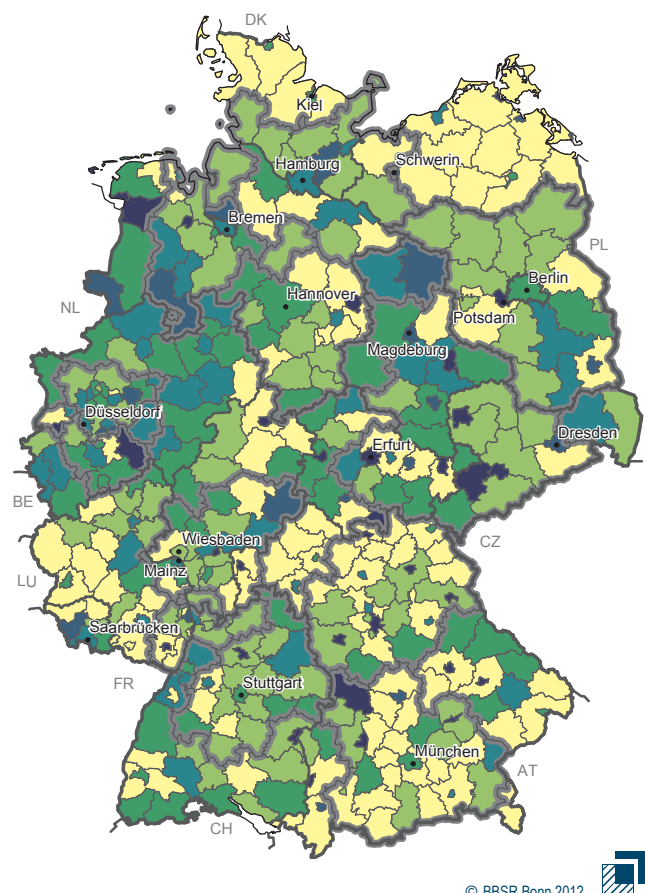 DK
Kiel
Hamburg
Schwerin
Bremen
PL
Berlin
NL
Hannover
Potsdam
Magdeburg
Düsseldorf
Erfurt
Dresden
BE
Wiesbaden
CZ
LU
Mainz
Saarbrücken
FR
Stuttgart
München
AT
CH
© BBSR Bonn 2012